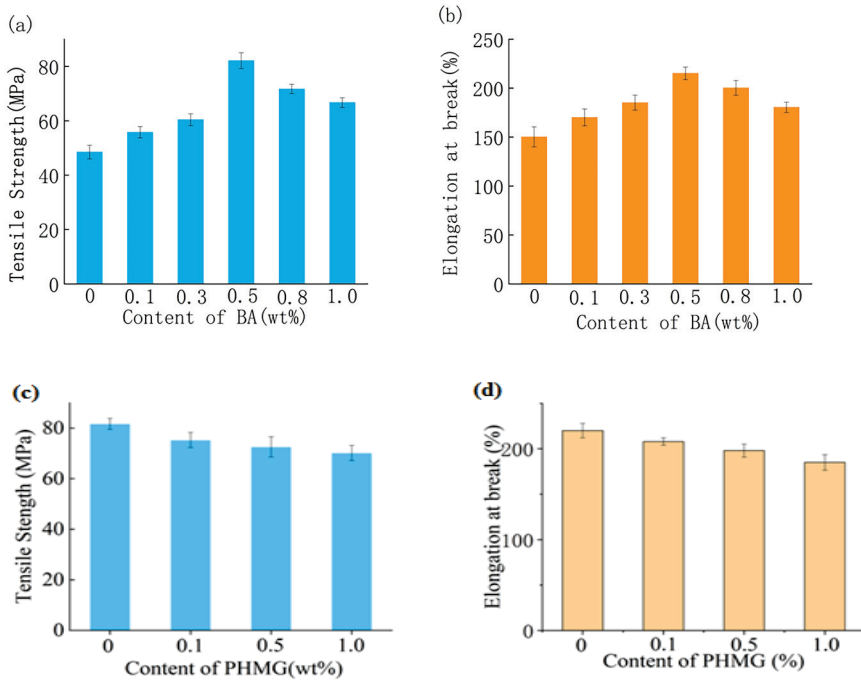 (a)
Tensile Strength(MPa)
80
60
40
20
0
0 0.1 0.3 0.5 0.8 1.0
Content of BA(wt%)
(b)
Elongation at break(%)
250
200
150
100
50
0
0 0.1 0.3 0.5 0.8 1.0
Content of BA(wt%)
(c)
Tensile Stength (MPa)
80
60
40
20
0
0 0.1 0.5 1.0
Content of PHMG(wt%)
(d)
Elongation at break (%)
200
100
0
0 0.1 0.5 1.0
Content of PHMG (%)